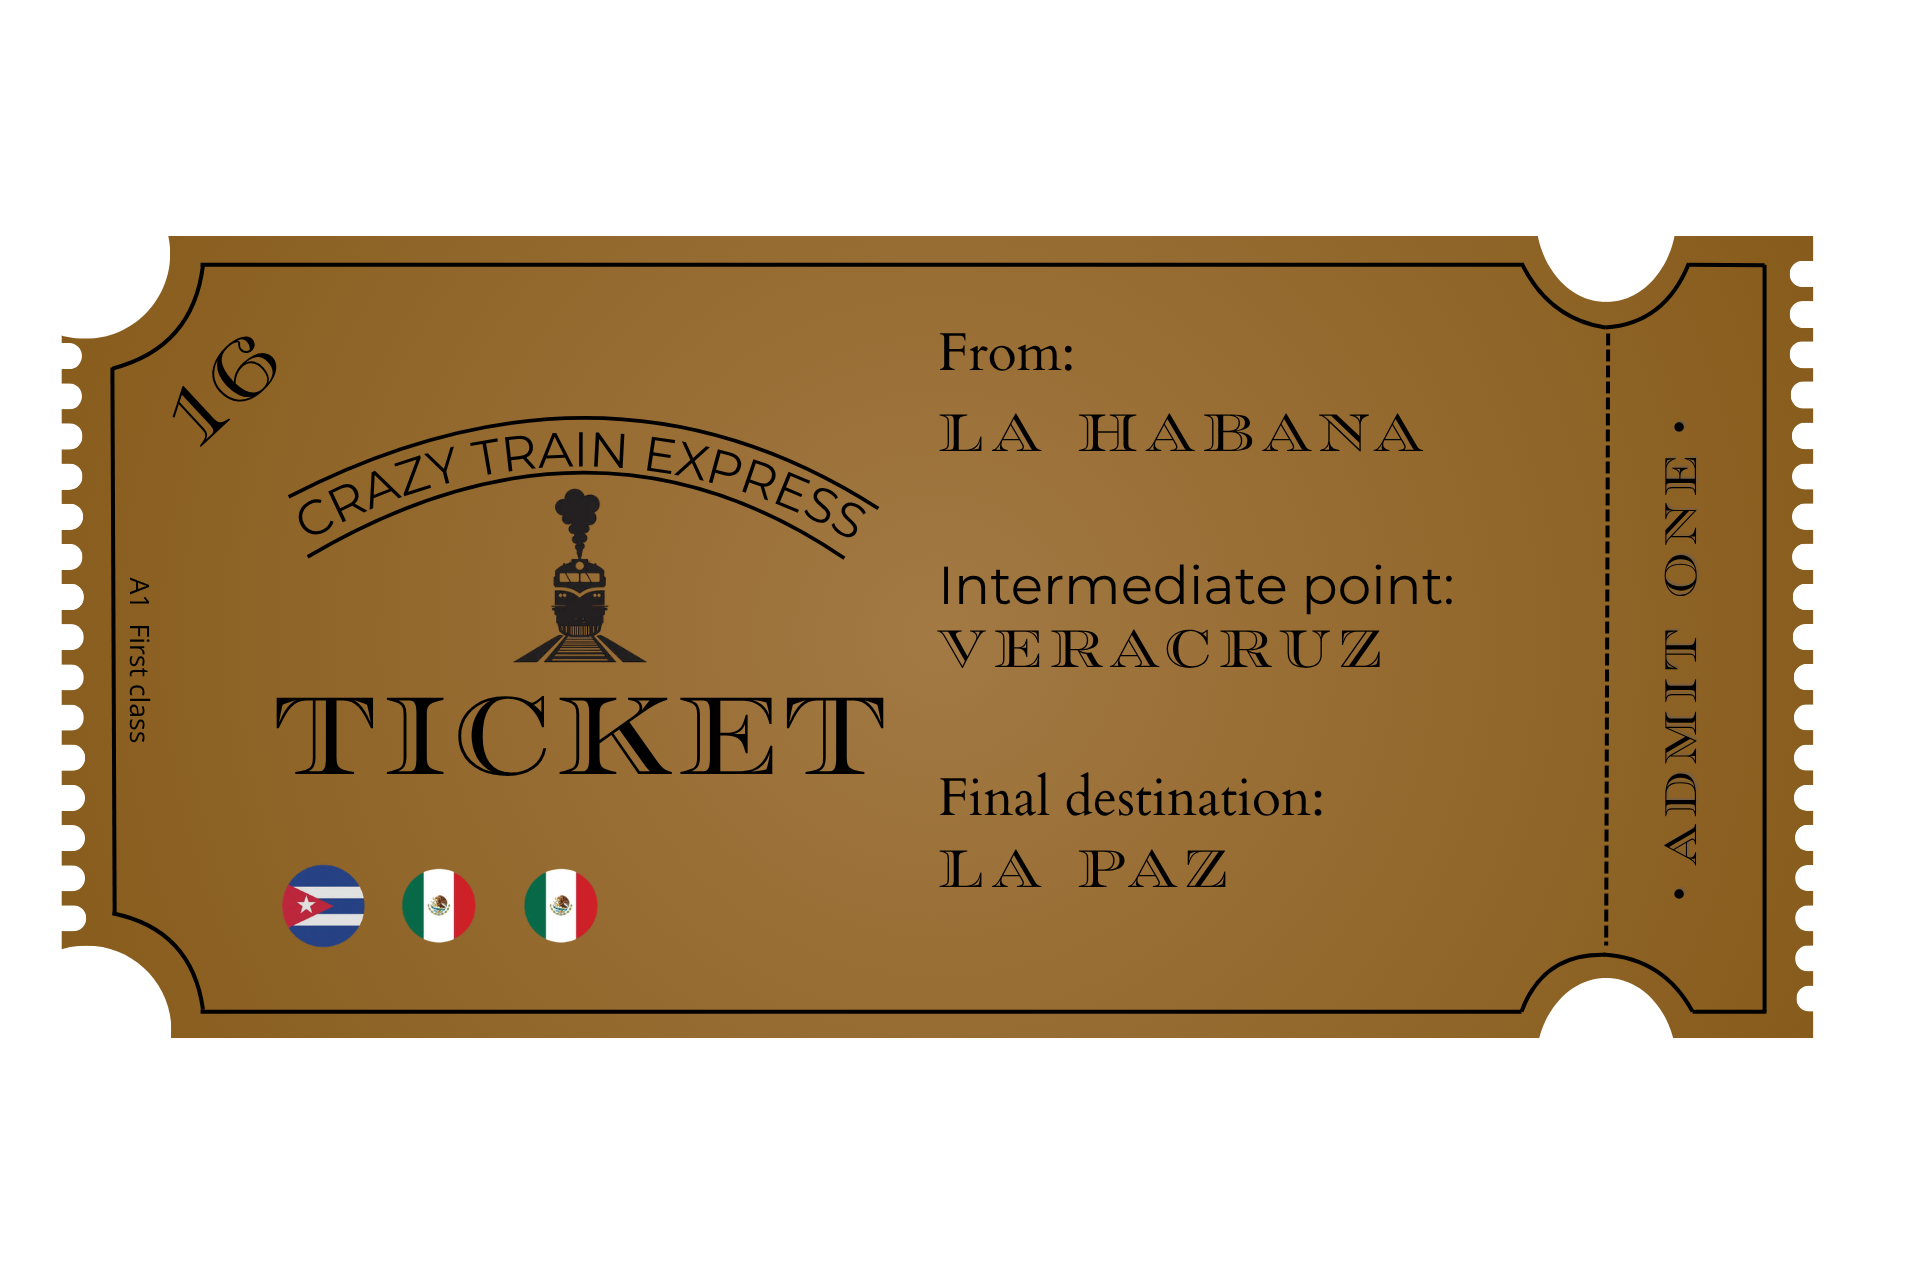 16
CRAZY TRAIN EXPRESS
A1 First class
TICKET
From:
LA HABANA
Intermediate point:
VERACRUZ
Final destination:
LA PAZ
• ADMIT ONE •